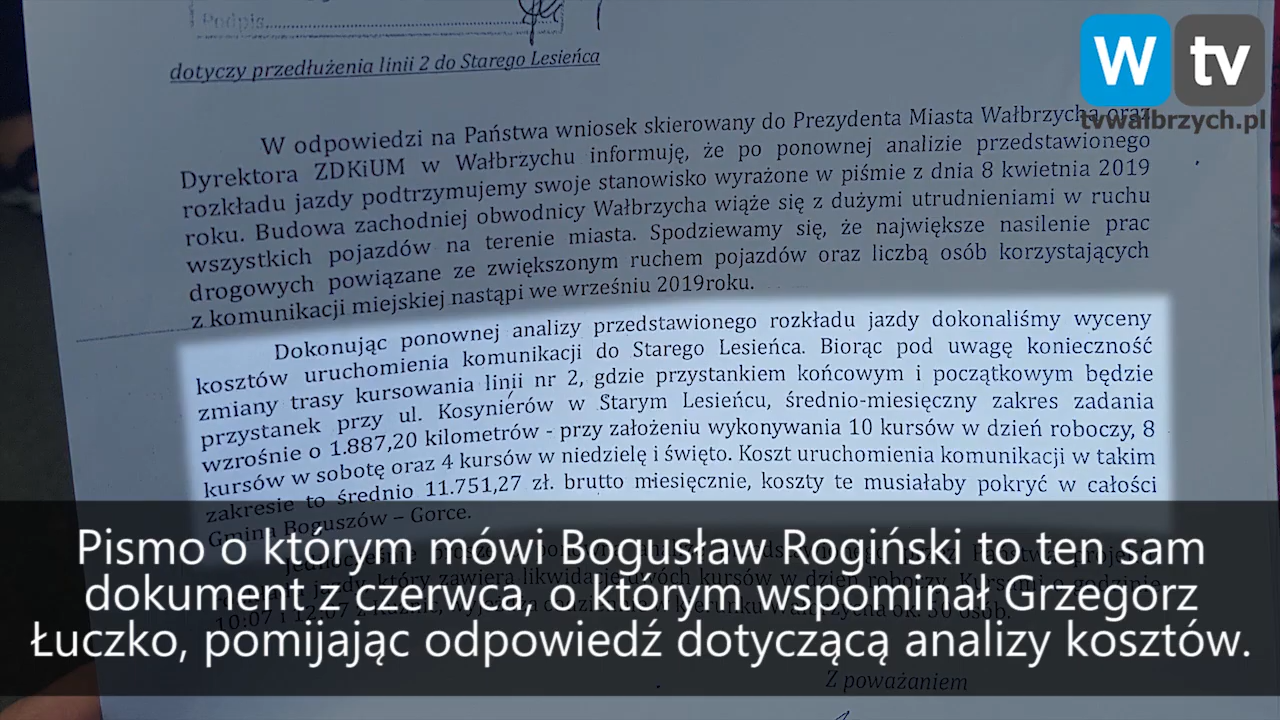 W tv
tvwalbrzych.pl
Podpis
dotyczy przedłużenia linii 2 do Starego Lesieńca
W odpowiedzi na Państwa wniosek skierowany do Prezydenta Miasta Wałbrzycha oraz
Dyrektora ZDKiUM w Wałbrzychu informuję, że po ponownej analizie przedstawionego
rozkładu jazdy podtrzymujemy swoje stanowisko wyrażone w piśmie z dnia 8 kwietnia 2019
roku. Budowa zachodniej obwodnicy Wałbrzycha wiąże się z dużymi utrudnieniami w ruchu
wszystkich pojazdów na terenie miasta. Spodziewamy się, że największe nasilenie prac
drogowych powiązane ze zwiększonym ruchem pojazdów oraz liczbą osób korzystających
z komunikacji miejskiej nastąpi we wrześniu 2019roku.
Dokonując ponownej analizy przedstawionego rozkładu jazdy dokonaliśmy wyceny
kosztów uruchomienia komunikacji do Starego Lesieńca. Biorąc pod uwagę konieczność
zmiany trasy kursowania linii nr 2, gdzie przystankiem końcowym i początkowym będzie
przystanek przy ul. Kosynierów w Starym Lesieńcu, średnio-miesięczny zakres zadania
wzrośnie o 1.887,20 kilometrów - przy założeniu wykonywania 10 kursów w dzień roboczy, 8
kursów w sobotę oraz 4 kursów w niedzielę i święto. Koszt uruchomienia komunikacji w takim
zakresie to średnio 11.751,27 zł. brutto miesięcznie, koszty te musiałaby pokryć w całości
Gmina Boguszów – Gorce.
Pismo o którym mówi Bogusław Rogiński to ten sam
dokument z czerwca, o którym wspominał Grzegorz
Łuczko, pomijając odpowiedź dotyczącą analizy kosztów.
Z poważaniem